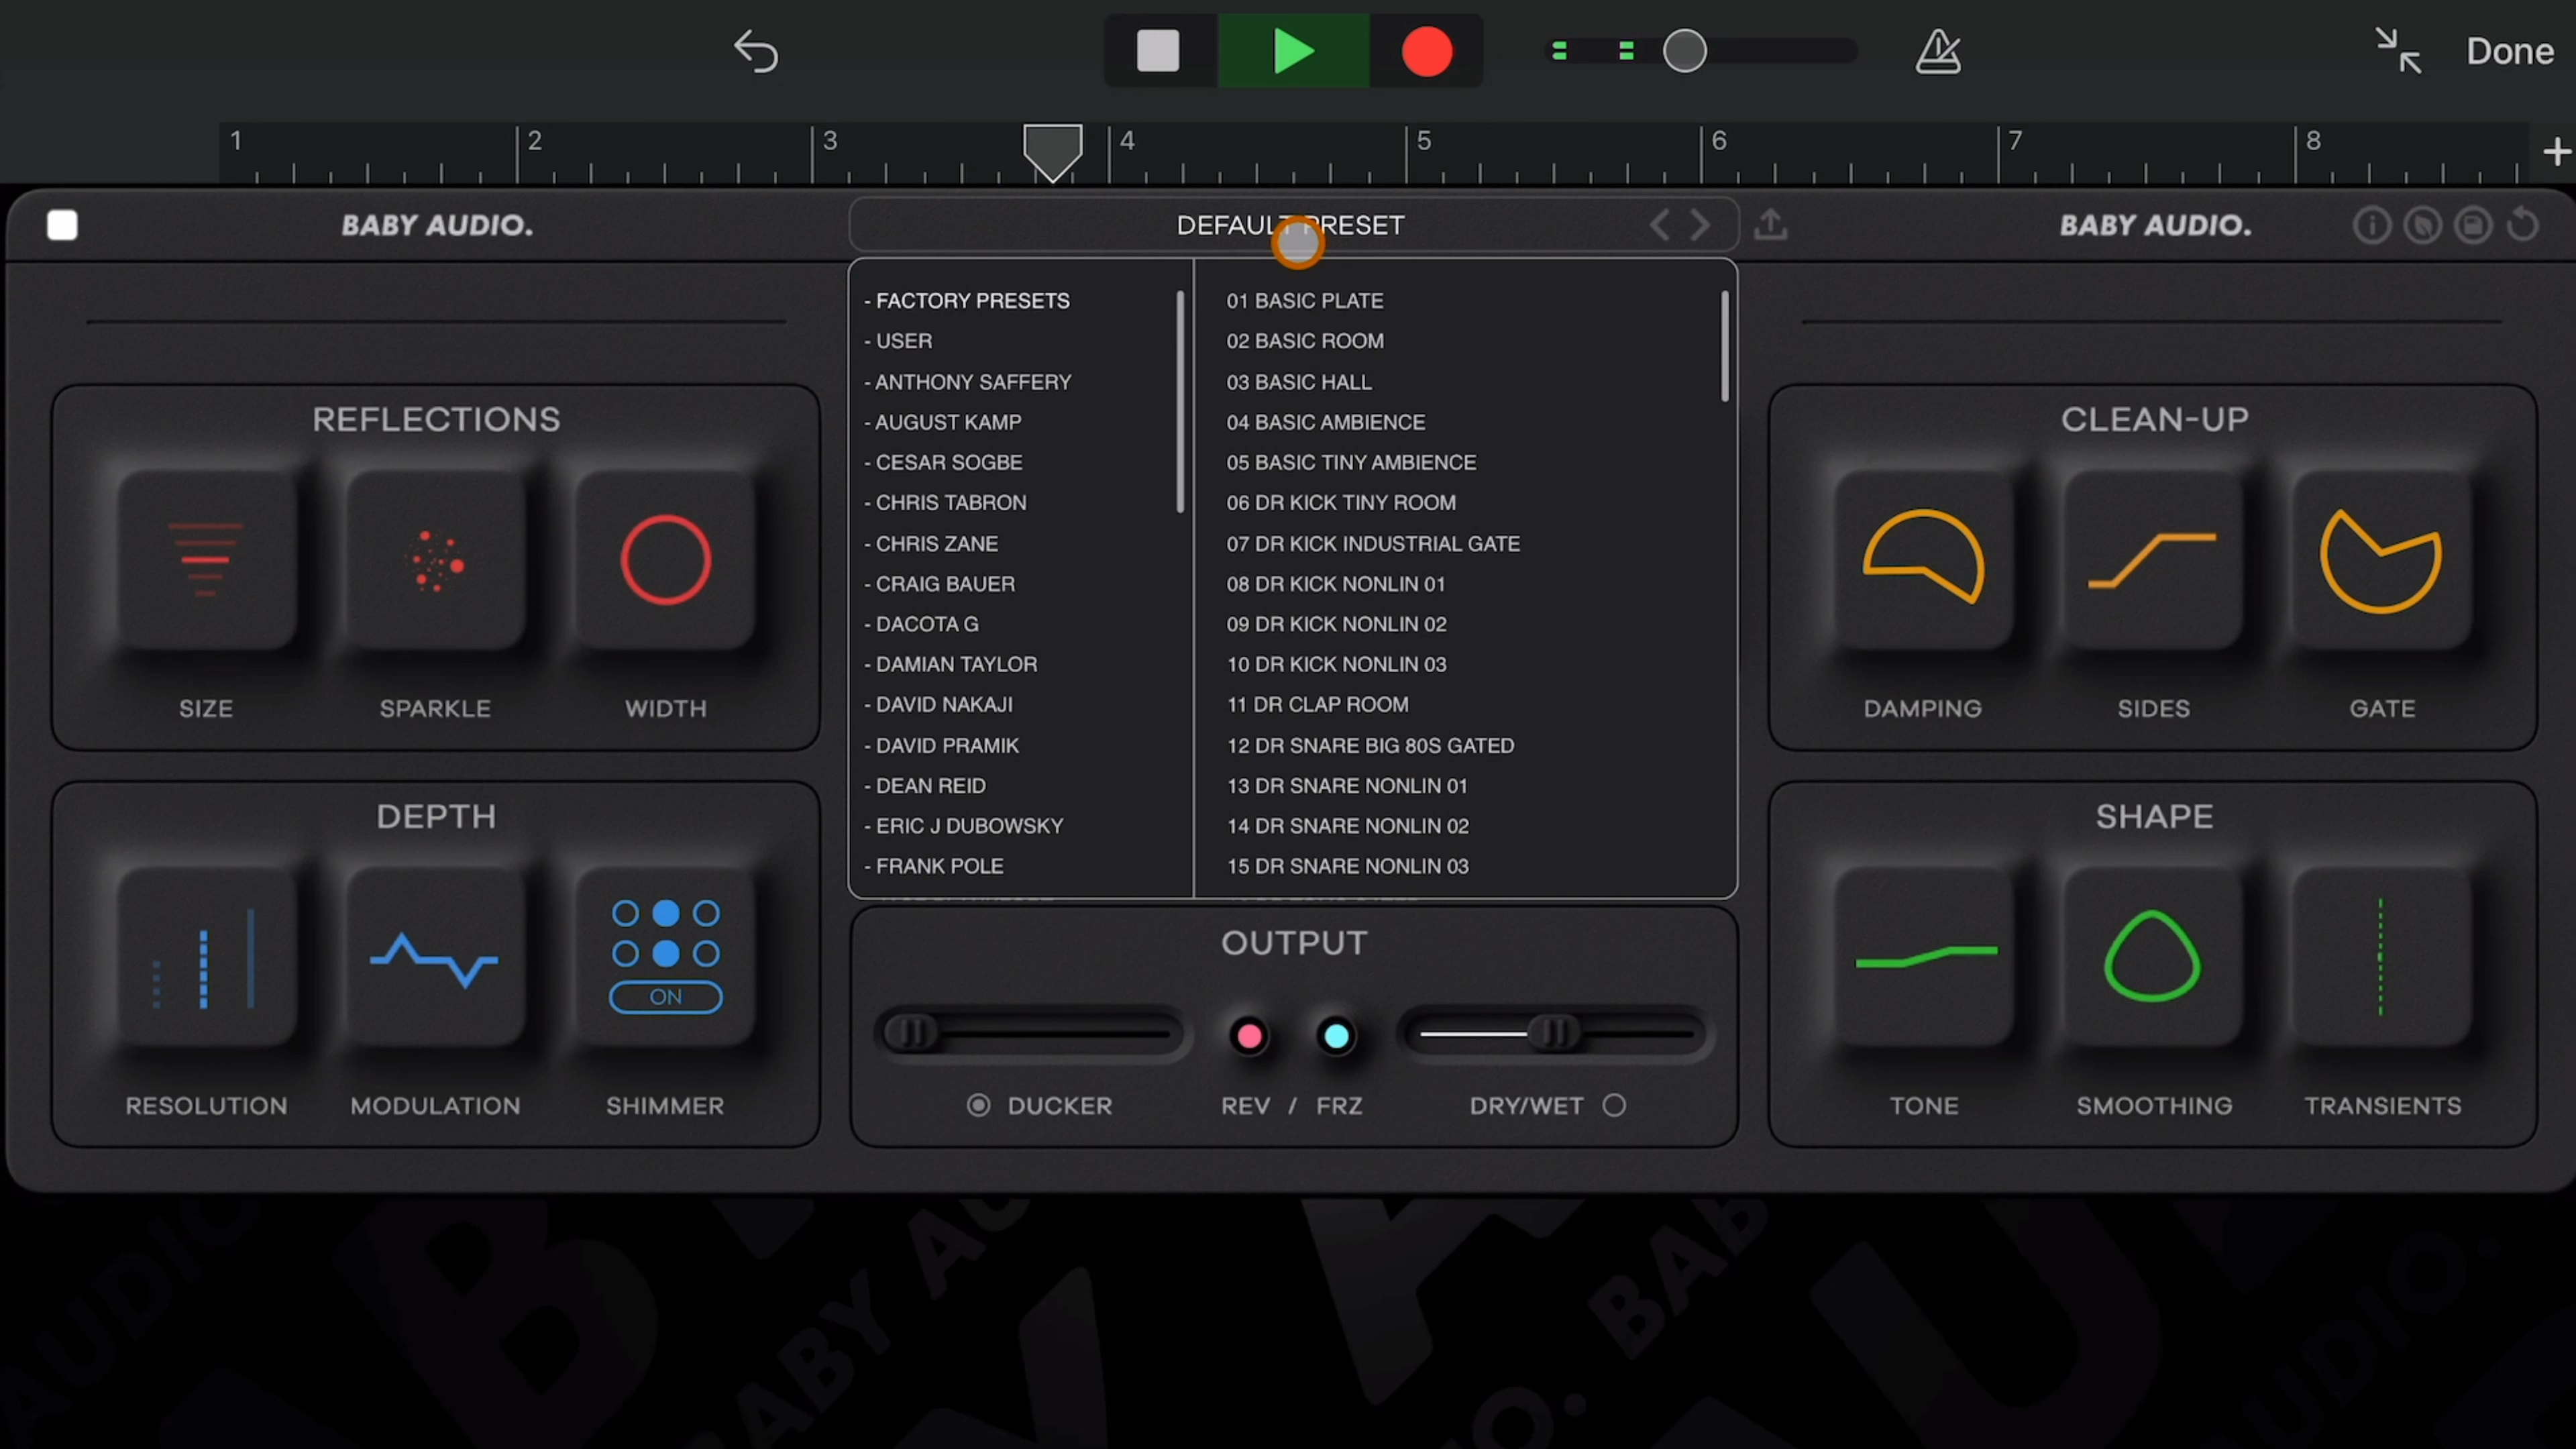 Done
1 2 3 4 5 6 7 8
BABY AUDIO.
DEFAULT PRESET
BABY AUDIO.
- FACTORY PRESETS
- USER
- ANTHONY SAFFERY
- AUGUST KAMP
- CESAR SOGBE
- CHRIS TABRON
- CHRIS ZANE
- CRAIG BAUER
- DACOTA G
- DAMIAN TAYLOR
- DAVID NAKAJI
- DAVID PRAMIK
- DEAN REID
- ERIC J DUBOWSKY
- FRANK POLE
01 BASIC PLATE
02 BASIC ROOM
03 BASIC HALL
04 BASIC AMBIENCE
05 BASIC TINY AMBIENCE
06 DR KICK TINY ROOM
07 DR KICK INDUSTRIAL GATE
08 DR KICK NONLIN 01
09 DR KICK NONLIN 02
10 DR KICK NONLIN 03
11 DR CLAP ROOM
12 DR SNARE BIG 80S GATED
13 DR SNARE NONLIN 01
14 DR SNARE NONLIN 02
15 DR SNARE NONLIN 03
REFLECTIONS
SIZE SPARKLE WIDTH
DEPTH
ON
RESOLUTION MODULATION SHIMMER
OUTPUT
DUCKER REV / FRZ DRY/WET
CLEAN-UP
DAMPING SIDES GATE
SHAPE
TONE SMOOTHING TRANSIENTS